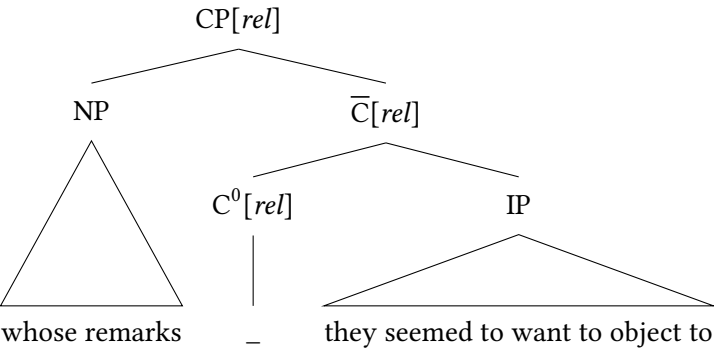 CP[rel]
NP C̅[rel]
C⁰[rel] IP
whose remarks _ they seemed to want to object to